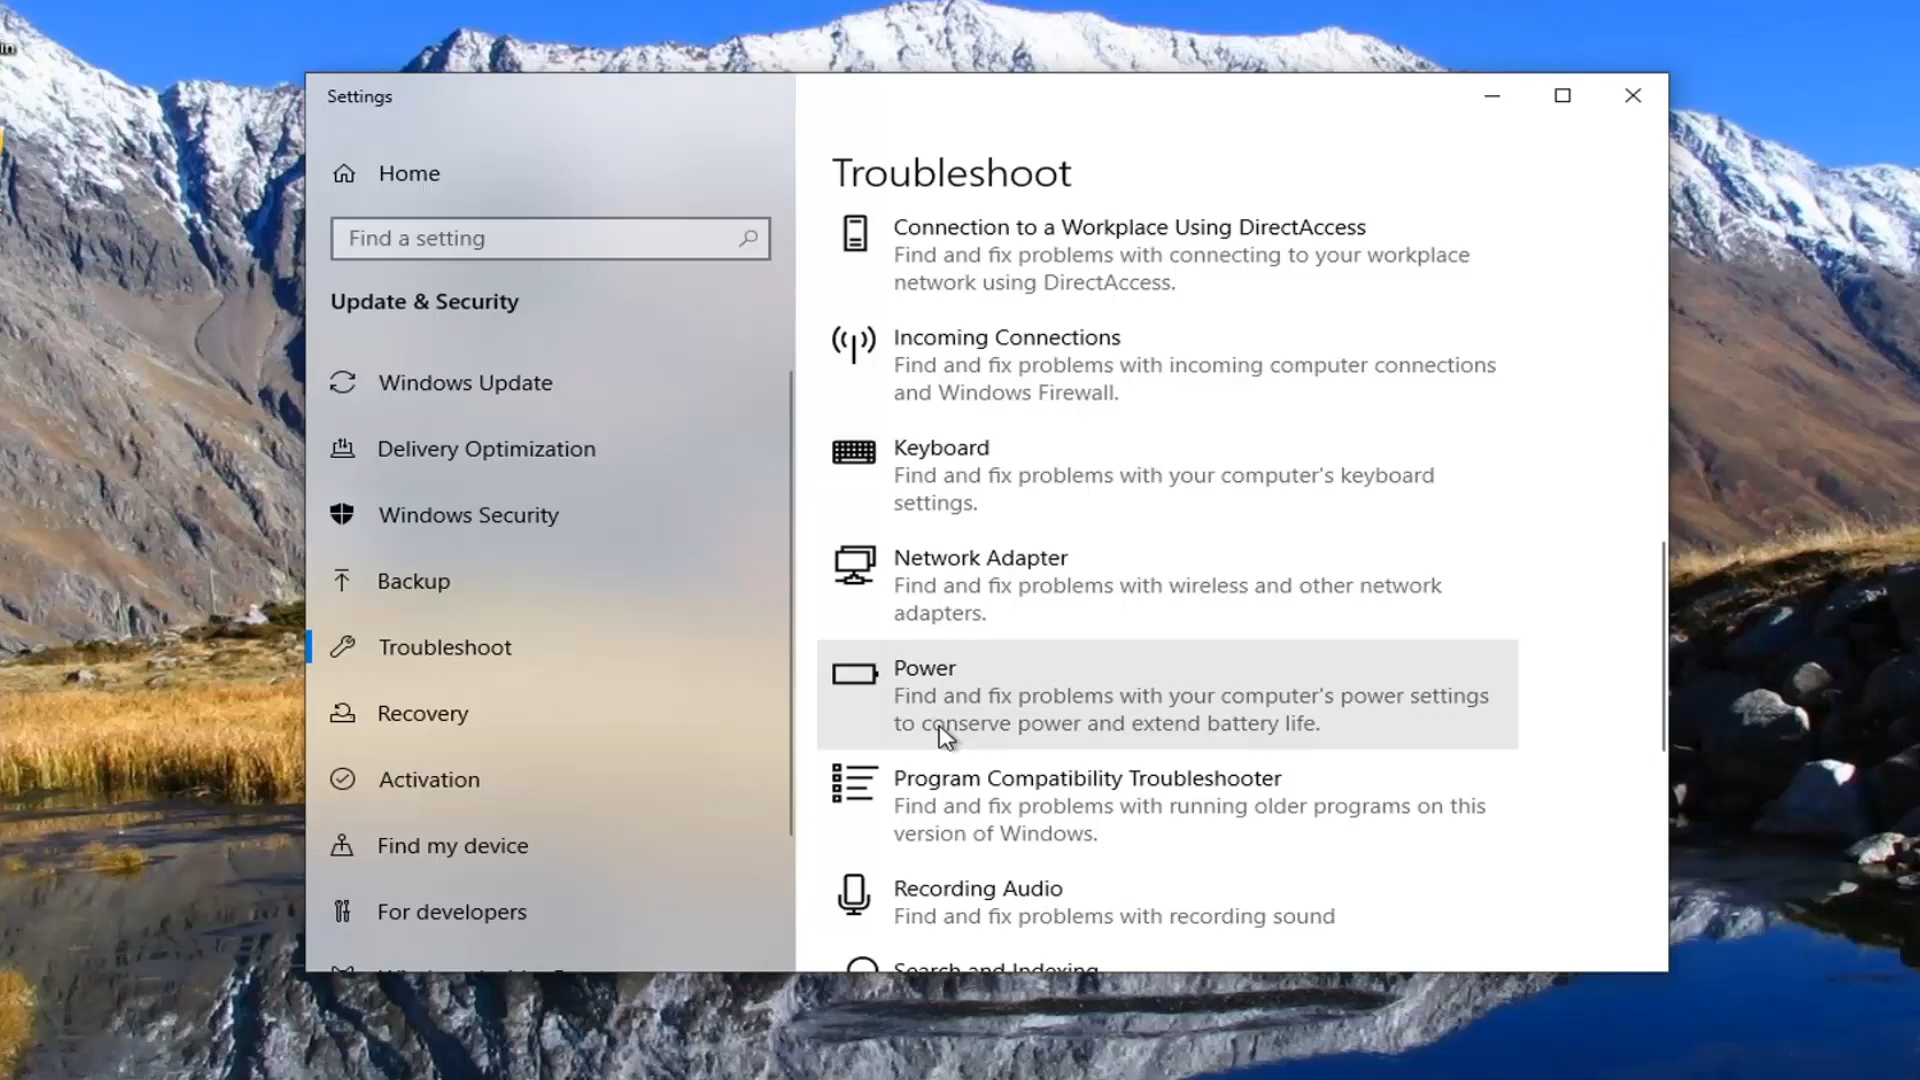 in
Settings
Home
Find a setting
Update & Security
Windows Update
Delivery Optimization
Windows Security
Backup
Troubleshoot
Recovery
Activation
Find my device
For developers
Troubleshoot
Connection to a Workplace Using DirectAccess
Find and fix problems with connecting to your workplace
network using DirectAccess.
Incoming Connections
Find and fix problems with incoming computer connections
and Windows Firewall.
Keyboard
Find and fix problems with your computer's keyboard
settings.
Network Adapter
Find and fix problems with wireless and other network
adapters.
Power
Find and fix problems with your computer's power settings
to conserve power and extend battery life.
Program Compatibility Troubleshooter
Find and fix problems with running older programs on this
version of Windows.
Recording Audio
Find and fix problems with recording sound
Search and Indexing